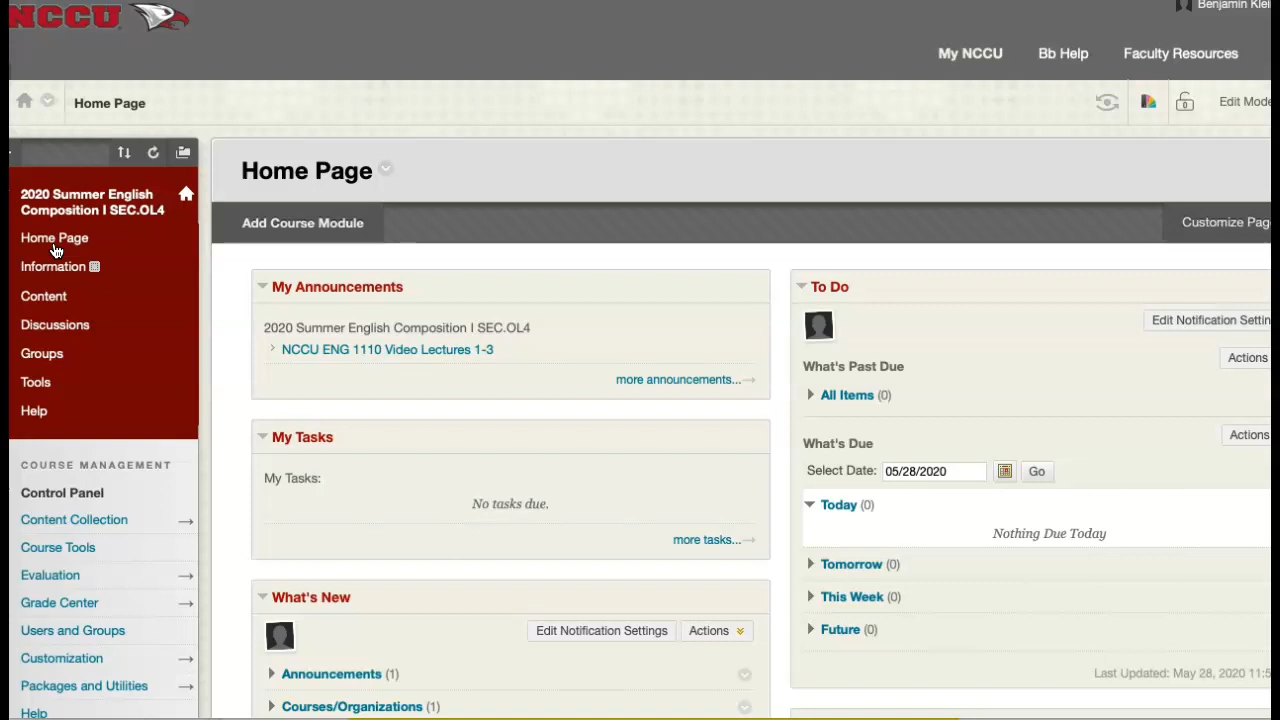 NCCU
Benjamin Klei
My NCCU
Bb Help
Faculty Resources
Home Page
Edit Mode
2020 Summer English
Composition I SEC.OL4
Home Page
Information
Content
Discussions
Groups
Tools
Help
COURSE MANAGEMENT
Control Panel
Content Collection
Course Tools
Evaluation
Grade Center
Users and Groups
Customization
Packages and Utilities
Help
Home Page
Add Course Module
Customize Pag
My Announcements
2020 Summer English Composition I SEC.OL4
NCCU ENG 1110 Video Lectures 1-3
more announcements...
My Tasks
My Tasks:
No tasks due.
more tasks...
What's New
Edit Notification Settings
Actions
Announcements (1)
Courses/Organizations (1)
To Do
Edit Notification Settin
Actions
What's Past Due
All Items (0)
Actions
What's Due
Select Date: 05/28/2020 Go
Today (0)
Nothing Due Today
Tomorrow (0)
This Week (0)
Future (0)
Last Updated: May 28, 2020 11:5